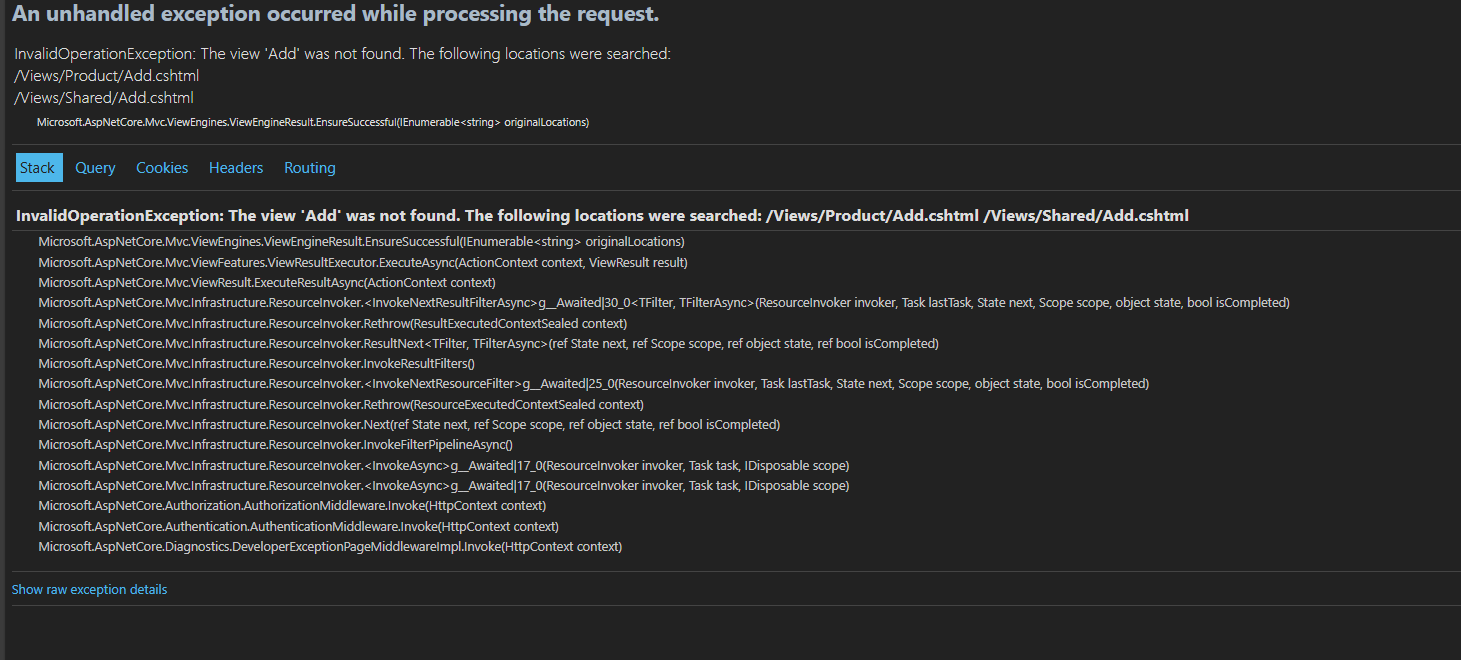 An unhandled exception occurred while processing the request.
InvalidOperationException: The view 'Add' was not found. The following locations were searched:
/Views/Product/Add.cshtml
/Views/Shared/Add.cshtml
Microsoft.AspNetCore.Mvc.ViewEngines.ViewEngineResult.EnsureSuccessful(IEnumerable<string> originalLocations)
Stack Query Cookies Headers Routing
InvalidOperationException: The view 'Add' was not found. The following locations were searched: /Views/Product/Add.cshtml /Views/Shared/Add.cshtml
Microsoft.AspNetCore.Mvc.ViewEngines.ViewEngineResult.EnsureSuccessful(IEnumerable<string> originalLocations)
Microsoft.AspNetCore.Mvc.ViewFeatures.ViewResultExecutor.ExecuteAsync(ActionContext context, ViewResult result)
Microsoft.AspNetCore.Mvc.ViewResult.ExecuteResultAsync(ActionContext context)
Microsoft.AspNetCore.Mvc.Infrastructure.ResourceInvoker.<InvokeNextResultFilterAsync>g__Awaited|30_0<TFilter, TFilterAsync>(ResourceInvoker invoker, Task lastTask, State next, Scope scope, object state, bool isCompleted)
Microsoft.AspNetCore.Mvc.Infrastructure.ResourceInvoker.Rethrow(ResultExecutedContextSealed context)
Microsoft.AspNetCore.Mvc.Infrastructure.ResourceInvoker.ResultNext<TFilter, TFilterAsync>(ref State next, ref Scope scope, ref object state, ref bool isCompleted)
Microsoft.AspNetCore.Mvc.Infrastructure.ResourceInvoker.InvokeResultFilters()
Microsoft.AspNetCore.Mvc.Infrastructure.ResourceInvoker.<InvokeNextResourceFilter>g__Awaited|25_0(ResourceInvoker invoker, Task lastTask, State next, Scope scope, object state, bool isCompleted)
Microsoft.AspNetCore.Mvc.Infrastructure.ResourceInvoker.Rethrow(ResourceExecutedContextSealed context)
Microsoft.AspNetCore.Mvc.Infrastructure.ResourceInvoker.Next(ref State next, ref Scope scope, ref object state, ref bool isCompleted)
Microsoft.AspNetCore.Mvc.Infrastructure.ResourceInvoker.InvokeFilterPipelineAsync()
Microsoft.AspNetCore.Mvc.Infrastructure.ResourceInvoker.<InvokeAsync>g__Awaited|17_0(ResourceInvoker invoker, Task task, IDisposable scope)
Microsoft.AspNetCore.Mvc.Infrastructure.ResourceInvoker.<InvokeAsync>g__Awaited|17_0(ResourceInvoker invoker, Task task, IDisposable scope)
Microsoft.AspNetCore.Authorization.AuthorizationMiddleware.Invoke(HttpContext context)
Microsoft.AspNetCore.Authentication.AuthenticationMiddleware.Invoke(HttpContext context)
Microsoft.AspNetCore.Diagnostics.DeveloperExceptionPageMiddlewareImpl.Invoke(HttpContext context)
Show raw exception details